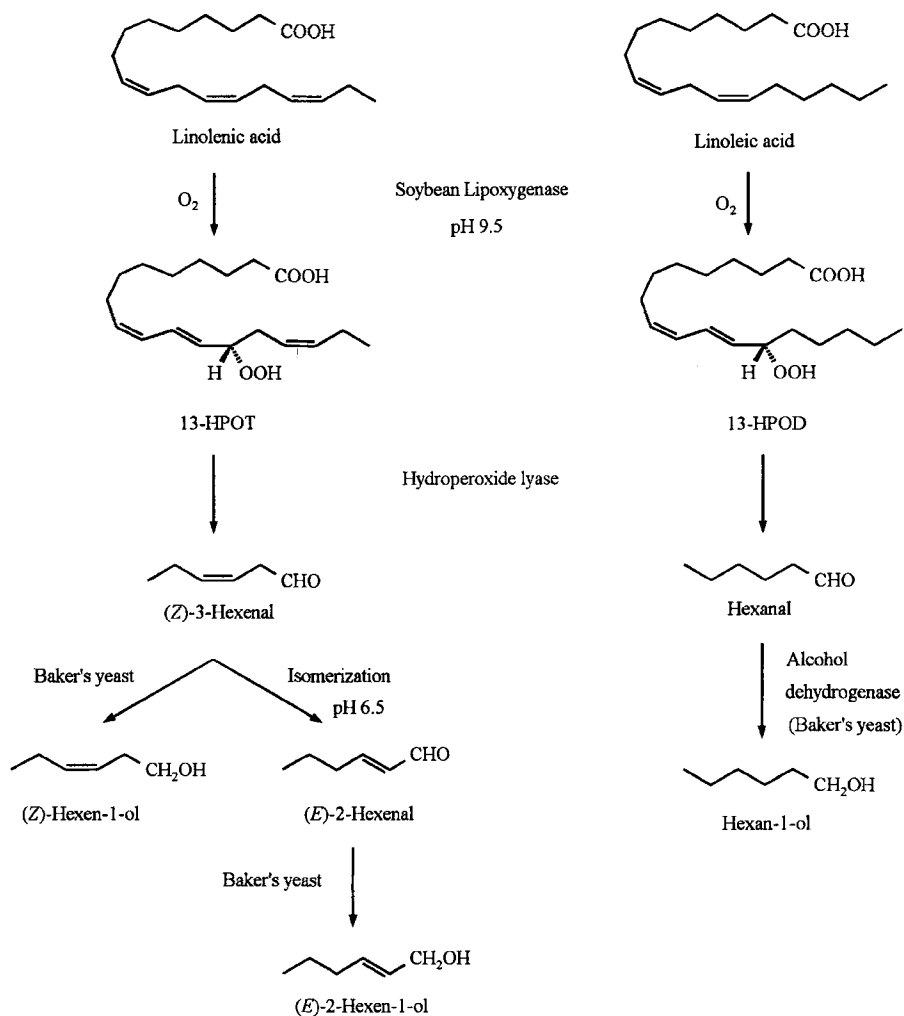 COOH
COOH
Linolenic acid
Linoleic acid
O2
Soybean Lipoxygenase
pH 9.5
O2
COOH
COOH
H OOH
H OOH
13-HPOT
13-HPOD
Hydroperoxide lyase
CHO
(Z)-3-Hexenal
CHO
Hexanal
Baker's yeast
Isomerization
pH 6.5
Alcohol
dehydrogenase
(Baker's yeast)
CH2OH
(Z)-Hexen-1-ol
CHO
(E)-2-Hexenal
CH2OH
Hexan-1-ol
Baker's yeast
CH2OH
(E)-2-Hexen-1-ol